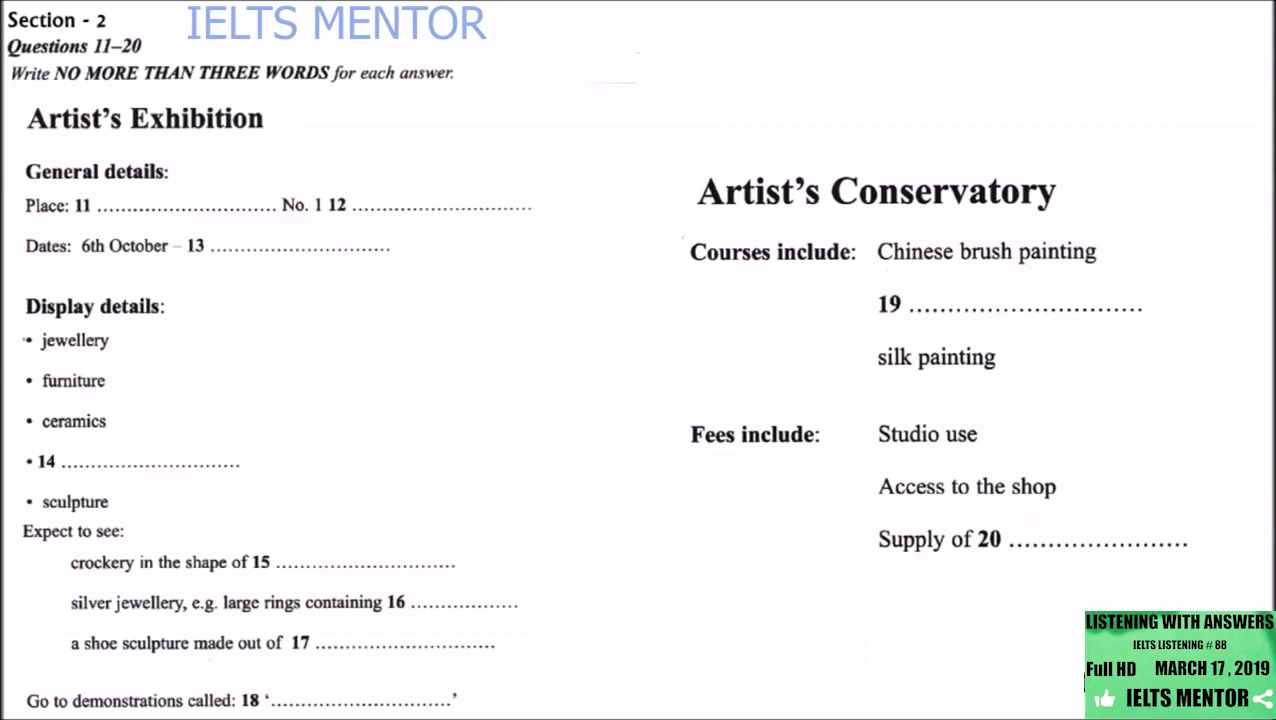 Section - 2
IELTS MENTOR
Questions 11–20
Write NO MORE THAN THREE WORDS for each answer.
Artist's Exhibition
General details:
Place: 11 .............................. No. 1 12 ..............................
Dates: 6th October – 13 ..............................
Display details:
• jewellery
• furniture
• ceramics
• 14 ..............................
• sculpture
Expect to see:
crockery in the shape of 15 ..............................
silver jewellery, e.g. large rings containing 16 ..................
a shoe sculpture made out of 17 ..............................
Go to demonstrations called: 18 '..............................'
Artist's Conservatory
Courses include: Chinese brush painting
19 ..............................
silk painting
Fees include: Studio use
Access to the shop
Supply of 20 .......................
LISTENING WITH ANSWERS
IELTS LISTENING # 88
Full HD MARCH 17, 2019
IELTS MENTOR